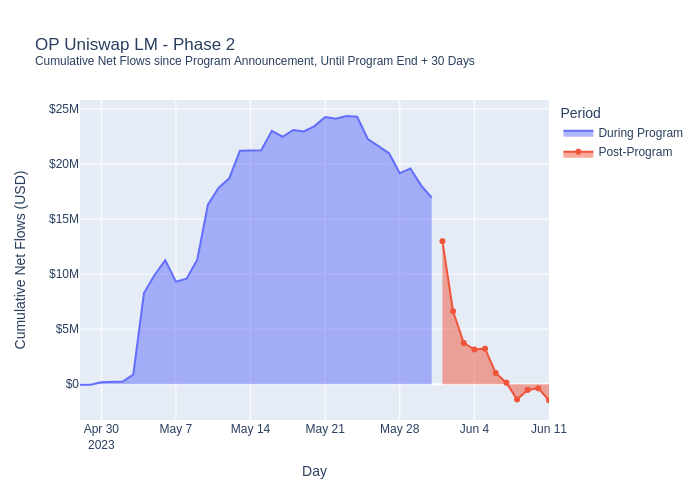 OP Uniswap LM - Phase 2
Cumulative Net Flows since Program Announcement, Until Program End + 30 Days
Cumulative Net Flows (USD)
$25M
$20M
$15M
$10M
$5M
$0
Apr 30
2023
May 7
May 14
May 21
May 28
Jun 4
Jun 11
Day
Period
During Program
Post-Program